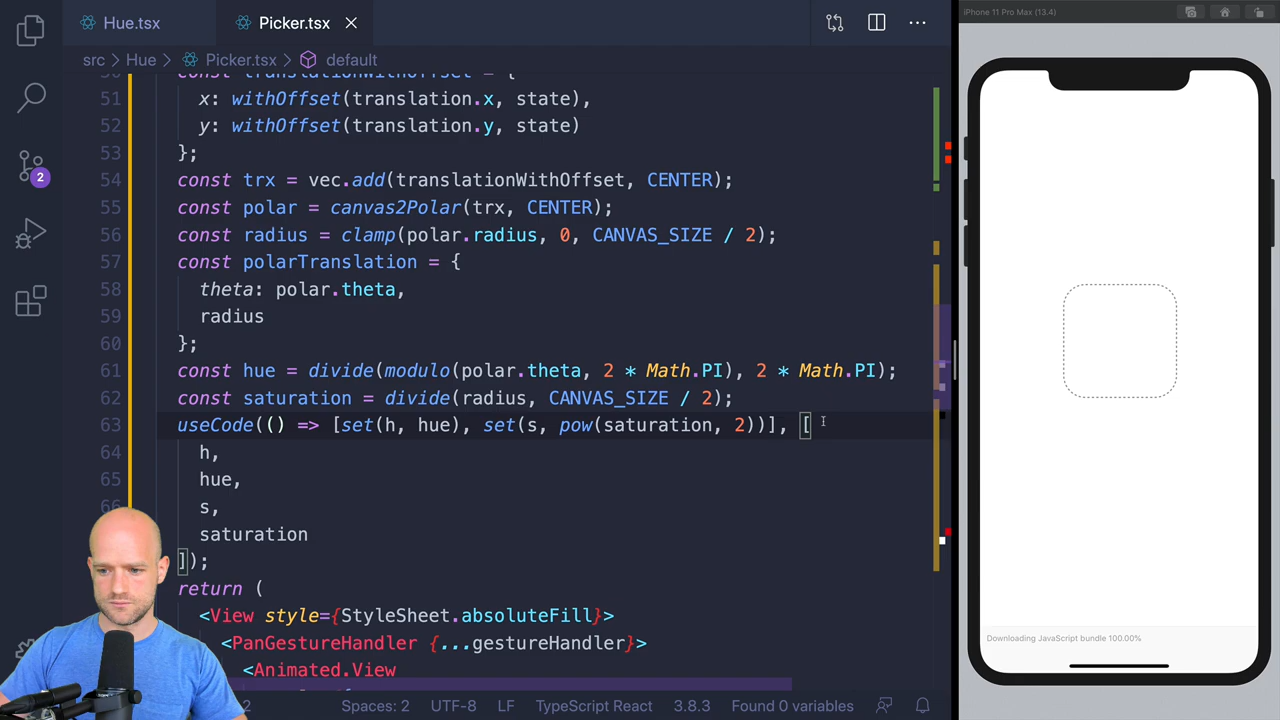 Hue.tsx
Picker.tsx
iPhone 11 Pro Max (13.4)
src > Hue > Picker.tsx > default
50 const translationWithOffset = {
51 x: withOffset(translation.x, state),
52 y: withOffset(translation.y, state)
53 };
54 const trx = vec.add(translationWithOffset, CENTER);
55 const polar = canvas2Polar(trx, CENTER);
56 const radius = clamp(polar.radius, 0, CANVAS_SIZE / 2);
57 const polarTranslation = {
58 theta: polar.theta,
59 radius
60 };
61 const hue = divide(modulo(polar.theta, 2 * Math.PI), 2 * Math.PI);
62 const saturation = divide(radius, CANVAS_SIZE / 2);
63 useCode(() => [set(h, hue), set(s, pow(saturation, 2))], [
64 h,
65 hue,
66 s,
saturation
]);
return (
<View style={StyleSheet.absoluteFill}>
<PanGestureHandler {...gestureHandler}>
<Animated.View
Downloading JavaScript bundle 100.00%
2
2
Spaces: 2
UTF-8
LF
TypeScript React
3.8.3
Found 0 variables